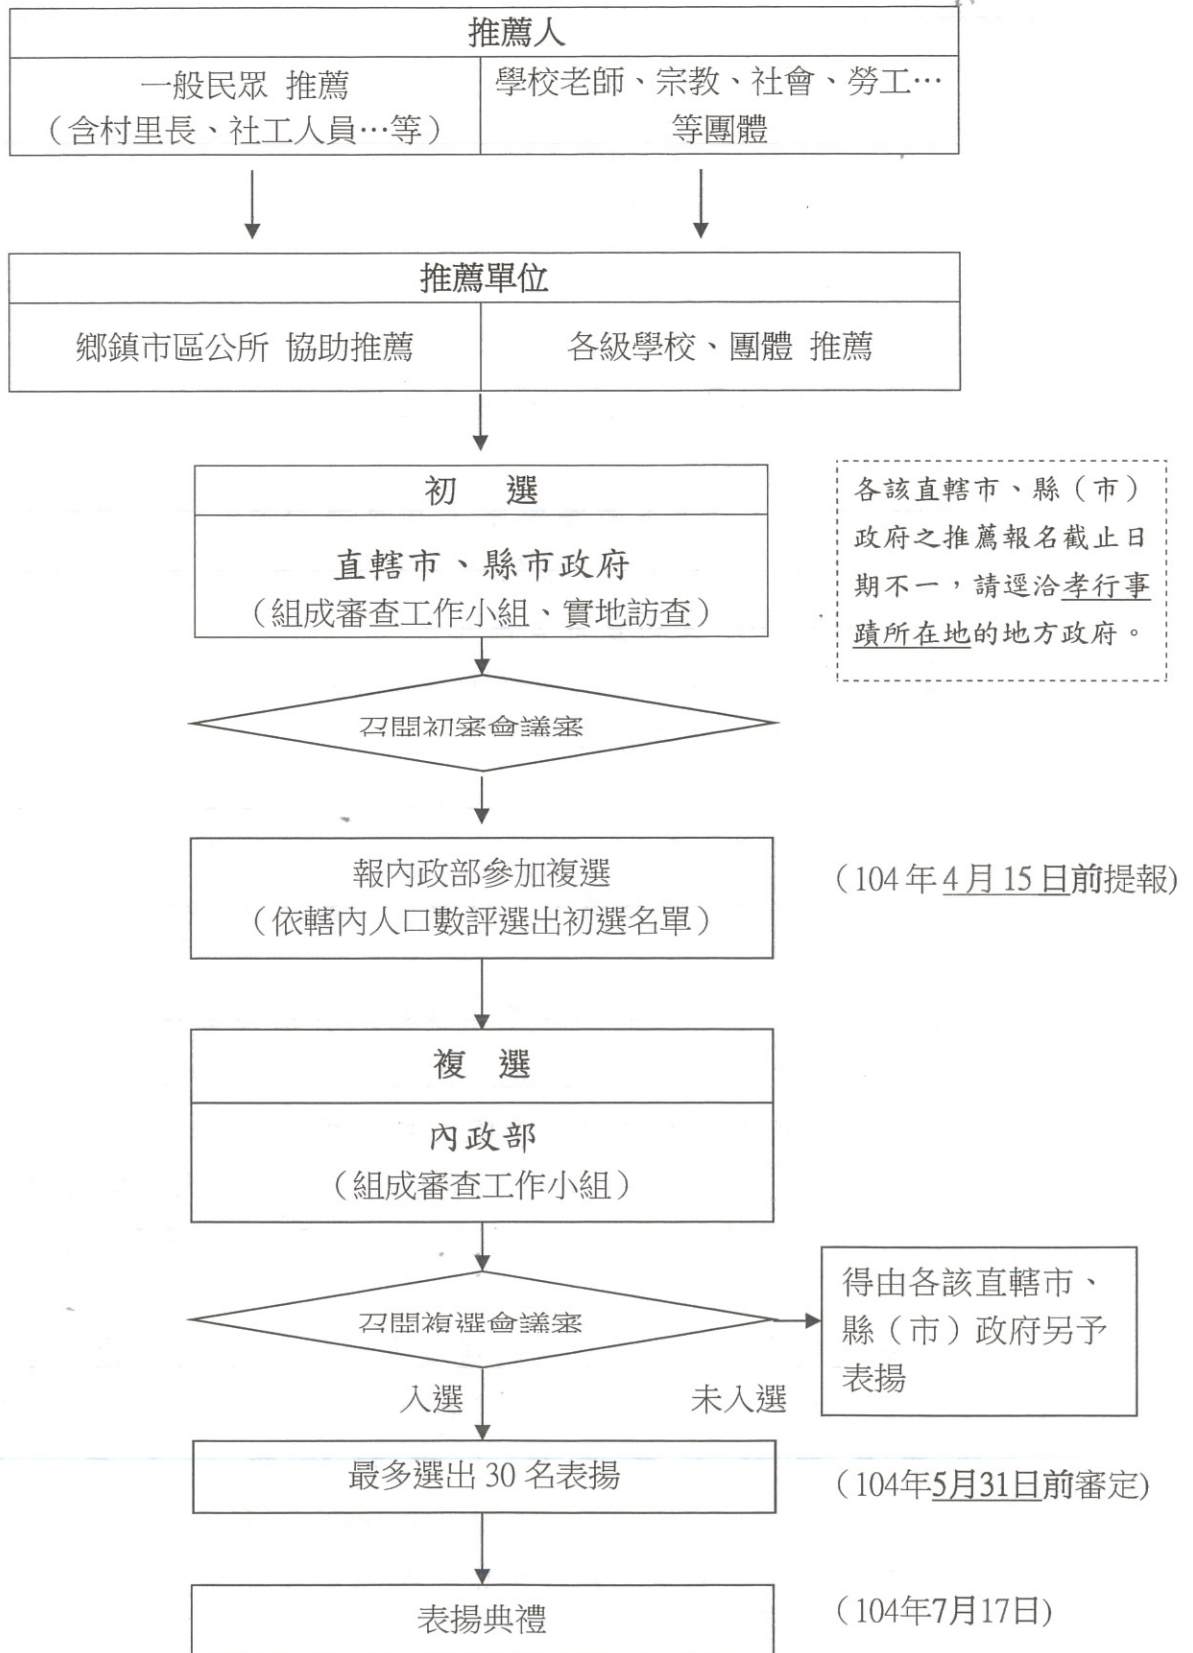 推薦人
一般民眾 推薦
（含村里長、社工人員…等）
學校老師、宗教、社會、勞工…
等團體
推薦單位
鄉鎮市區公所 協助推薦
各級學校、團體 推薦
初 選
直轄市、縣市政府
（組成審查工作小組、實地訪查）
各該直轄市、縣（市）
政府之推薦報名截止日
期不一，請逕洽孝行事
蹟所在地的地方政府。
召開初審會議審
報內政部參加複選
（依轄內人口數評選出初選名單）
（104年4月15日前提報)
複 選
內政部
（組成審查工作小組）
召開複選會議審
得由各該直轄市、
縣（市）政府另予
表揚
入選
未入選
最多選出 30 名表揚
（104年5月31日前審定)
表揚典禮
（104年7月17日)